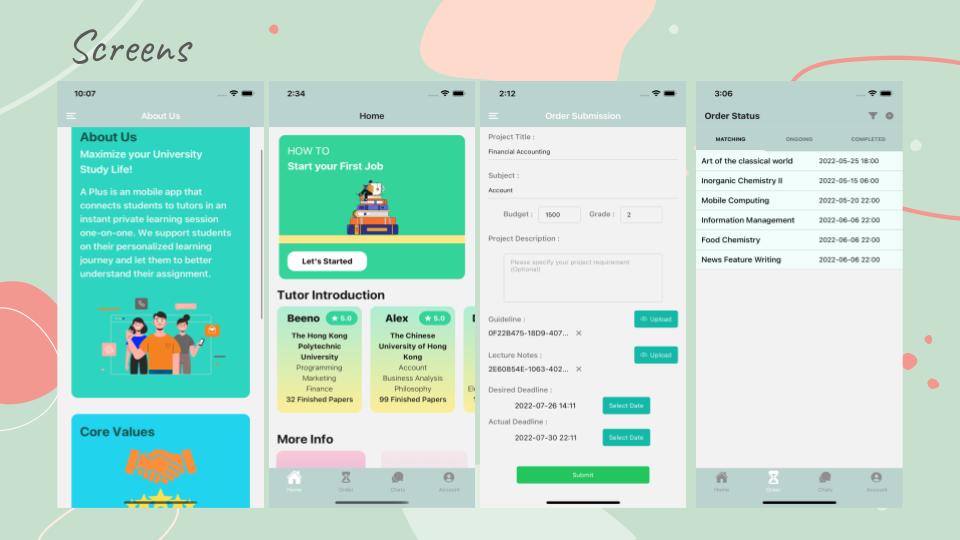 Screens
10:07
About Us
About Us
Maximize your University
Study Life!
A Plus is an mobile app that
connects students to tutors in an
instant private learning session
one-on-one. We support students
on their personalized learning
journey and let them to better
understand their assignment.
Core Values
2:34
Home
HOW TO
Start your First Job
Let's Started
Tutor Introduction
Beeno ★ 5.0
The Hong Kong
Polytechnic
University
Programming
Marketing
Finance
32 Finished Papers
Alex ★ 5.0
The Chinese
University of Hong
Kong
Account
Business Analysis
Philosophy
99 Finished Papers
More Info
Home Order Chats Account
2:12
Order Submission
Project Title :
Financial Accounting
Subject :
Account
Budget : 1500 Grade : 2
Project Description :
Please specify your project requirement
(Optional)
Guideline : Upload
0F22B475-18D9-407... ✕
Lecture Notes : Upload
2E60854E-1063-402... ✕
Desired Deadline :
2022-07-26 14:11 Select Date
Actual Deadline :
2022-07-30 22:11 Select Date
Submit
3:06
Order Status
MATCHING ONGOING COMPLETED
Art of the classical world 2022-05-25 18:00
Inorganic Chemistry II 2022-05-15 06:00
Mobile Computing 2022-05-20 22:00
Information Management 2022-06-06 22:00
Food Chemistry 2022-06-06 22:00
News Feature Writing 2022-06-06 22:00
Home Order Chats Account